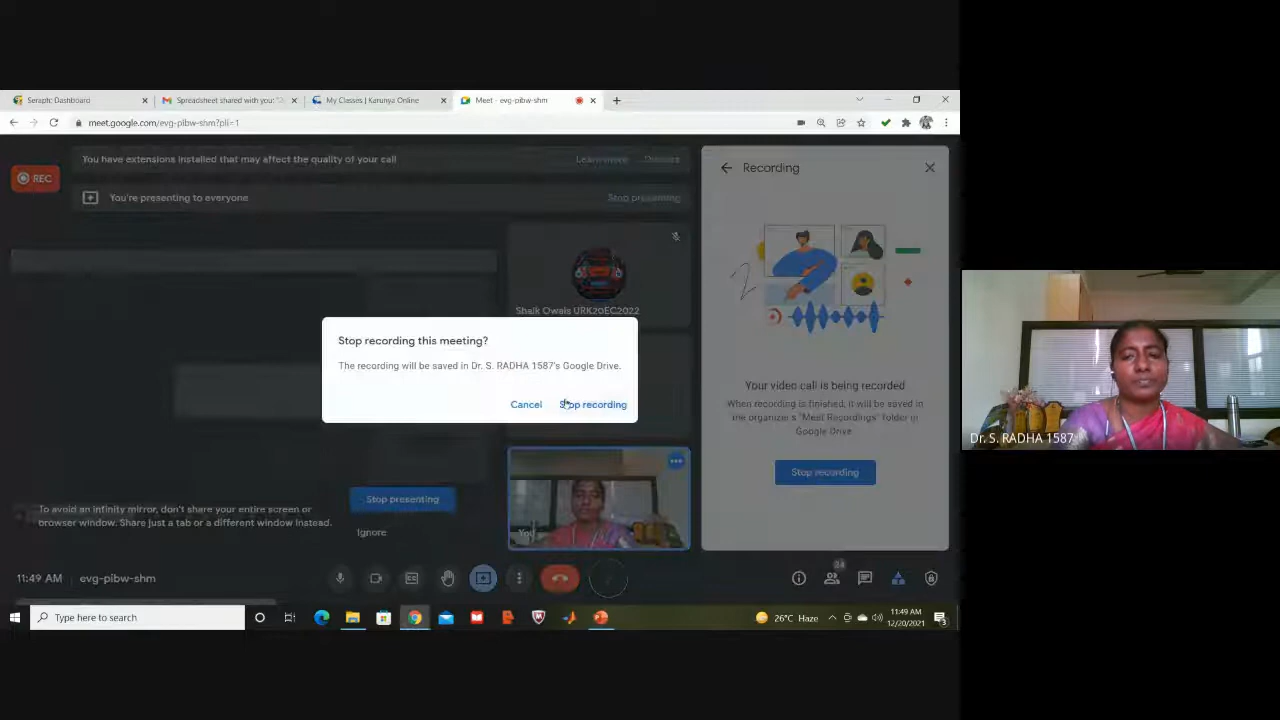 Seraph: Dashboard
Spreadsheet shared with you: "2
My Classes | Karunya Online
Meet - evg-pibw-shm
meet.google.com/evg-pibw-shm?pli=1
You have extensions installed that may affect the quality of your call
Learn more
REC
You're presenting to everyone
Stop presenting
Recording
Shaik Owais URK20EC2022
Stop recording this meeting?
The recording will be saved in Dr. S. RADHA 1587's Google Drive.
Cancel
Stop recording
Your video call is being recorded
When recording is finished, it will be saved in
the organizer's "Meet Recordings" folder in
Google Drive
Stop recording
To avoid an infinity mirror, don't share your entire screen or
browser window. Share just a tab or a different window instead.
Stop presenting
Ignore
You
11:49 AM
evg-pibw-shm
24
Type here to search
26°C Haze
11:49 AM
12/20/2021
3
Dr. S. RADHA 1587